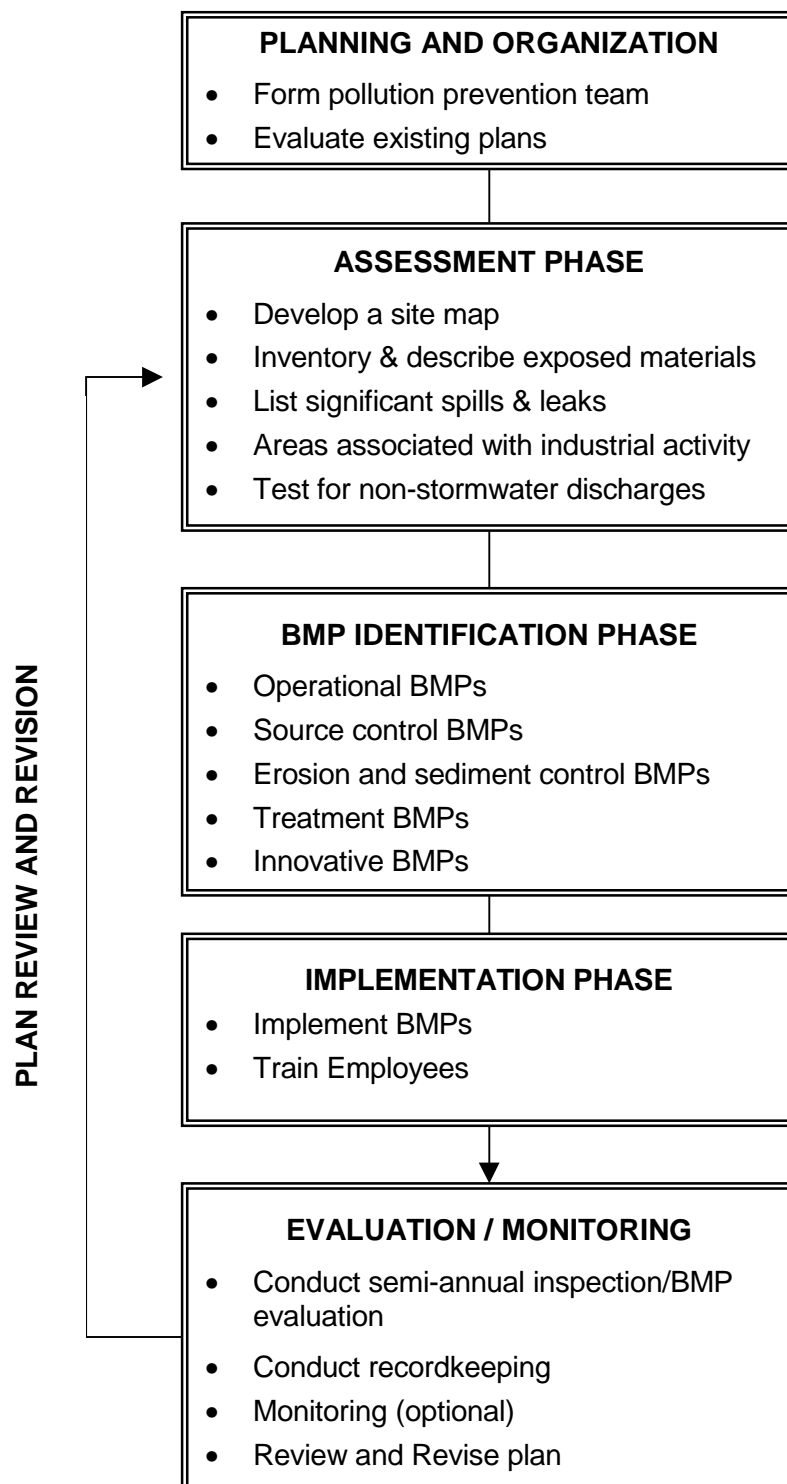 PLANNING AND ORGANIZATION
• Form pollution prevention team
• Evaluate existing plans
ASSESSMENT PHASE
• Develop a site map
• Inventory & describe exposed materials
• List significant spills & leaks
• Areas associated with industrial activity
• Test for non-stormwater discharges
BMP IDENTIFICATION PHASE
• Operational BMPs
• Source control BMPs
• Erosion and sediment control BMPs
• Treatment BMPs
• Innovative BMPs
IMPLEMENTATION PHASE
• Implement BMPs
• Train Employees
EVALUATION / MONITORING
• Conduct semi-annual inspection/BMP
evaluation
• Conduct recordkeeping
• Monitoring (optional)
• Review and Revise plan
PLAN REVIEW AND REVISION